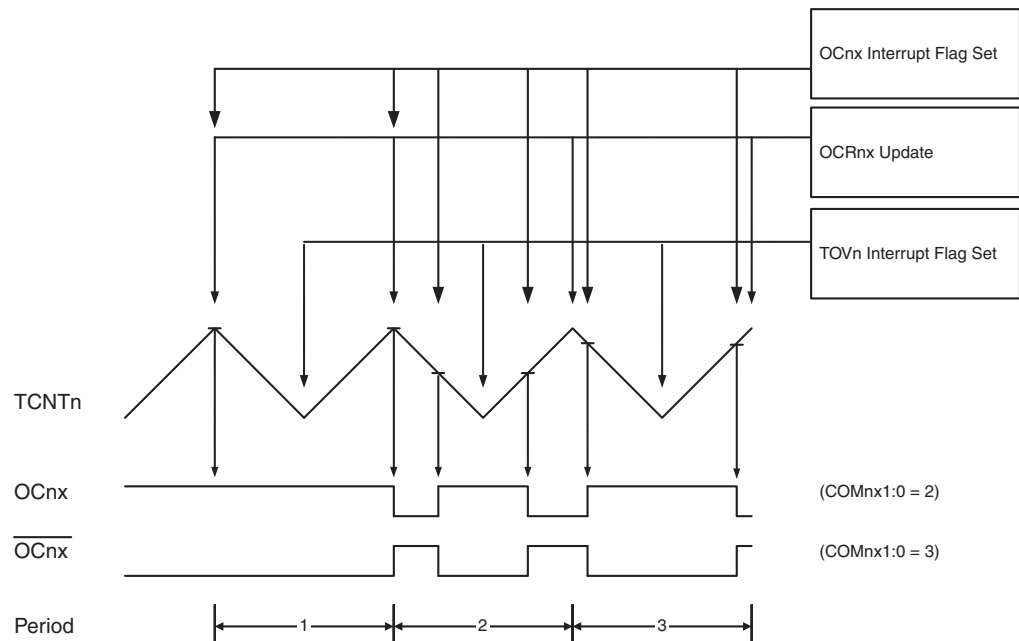 OCnx Interrupt Flag Set
OCRnx Update
TOVn Interrupt Flag Set
TCNTn
OCnx
(COMnx1:0 = 2)
OCnx
(COMnx1:0 = 3)
Period
1
2
3